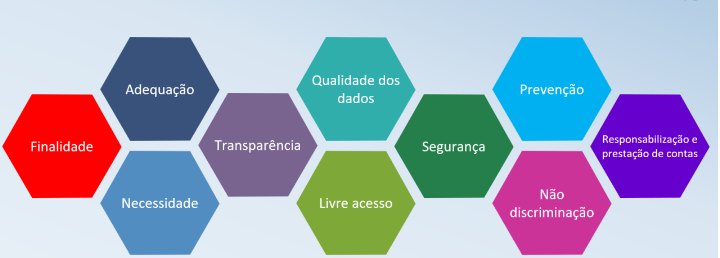 Finalidade
Adequação
Necessidade
Transparência
Qualidade dos
dados
Livre acesso
Segurança
Prevenção
Não
discriminação
Responsabilização e
prestação de contas